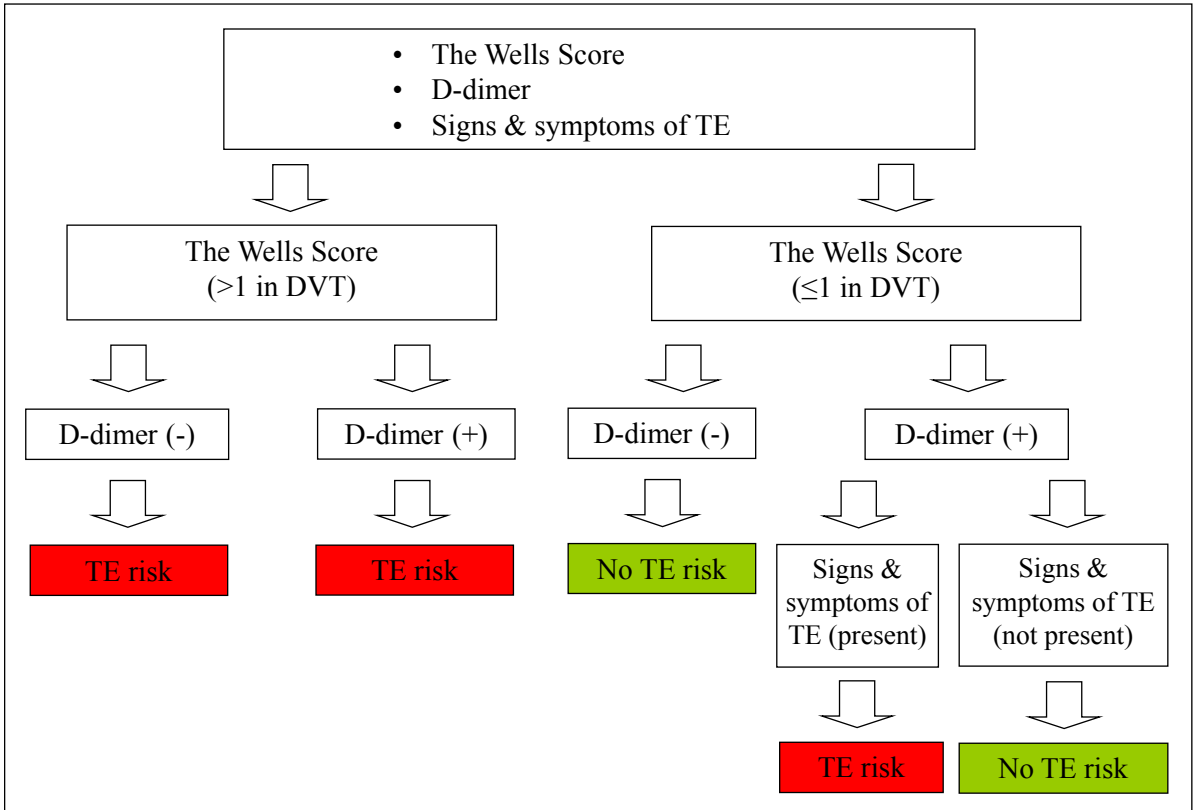 • The Wells Score
• D-dimer
• Signs & symptoms of TE
The Wells Score
(>1 in DVT)
The Wells Score
(≤1 in DVT)
D-dimer (-)
D-dimer (+)
D-dimer (-)
D-dimer (+)
TE risk
TE risk
No TE risk
Signs &
symptoms of
TE (present)
Signs &
symptoms of TE
(not present)
TE risk
No TE risk